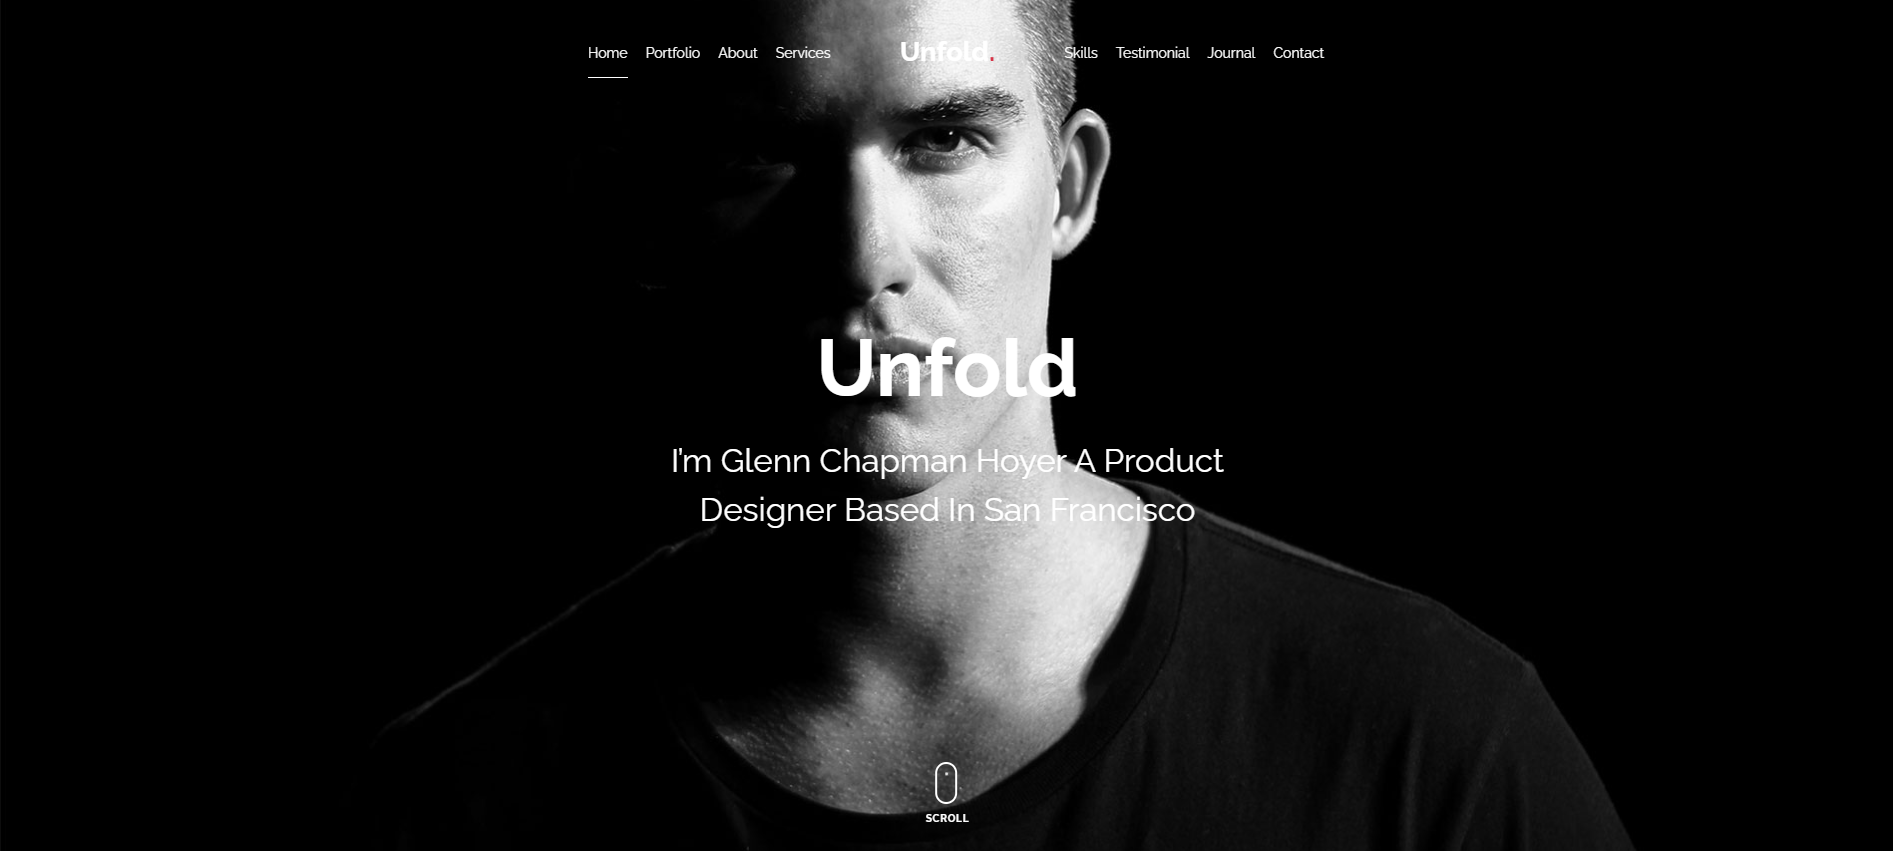 Home Portfolio About Services Unfold. Skills Testimonial Journal Contact
Unfold
I'm Glenn Chapman Hoyer A Product
Designer Based In San Francisco
SCROLL